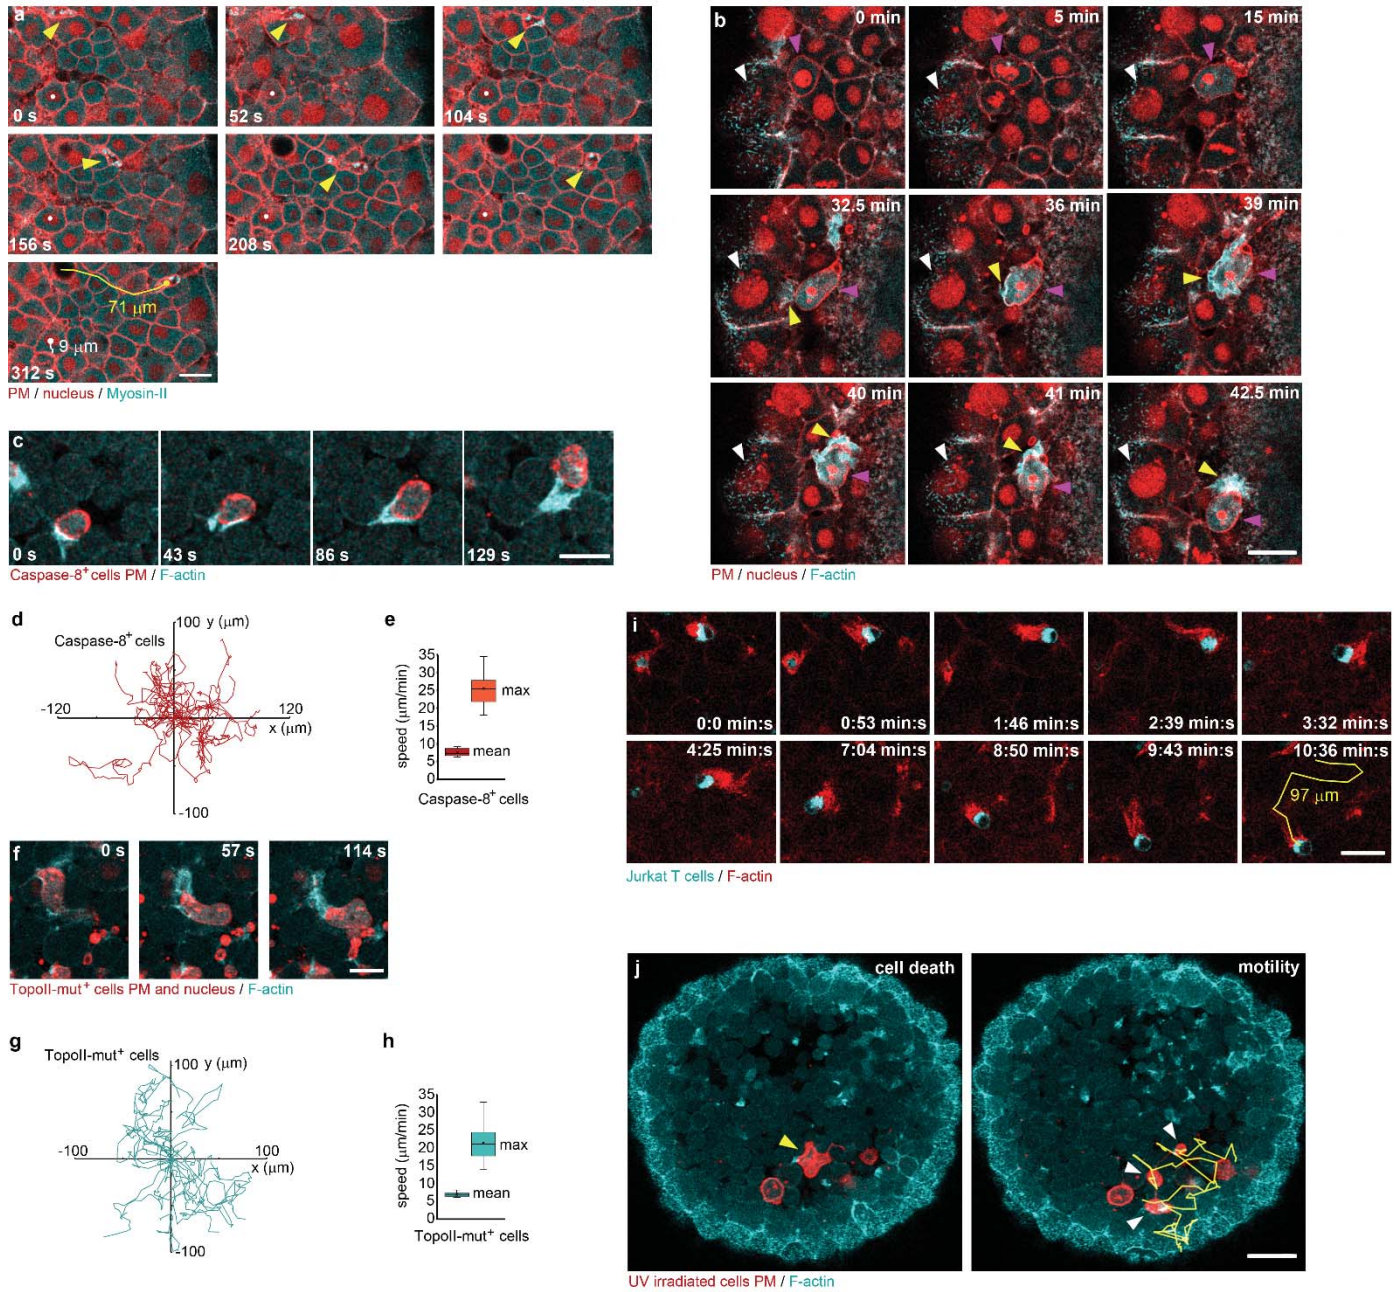 a
0 s
52 s
104 s
156 s
208 s
71 μm
9 μm
312 s
PM / nucleus / Myosin-II
b
0 min
5 min
15 min
32.5 min
36 min
39 min
40 min
41 min
42.5 min
PM / nucleus / F-actin
c
0 s
43 s
86 s
129 s
Caspase-8+ cells PM / F-actin
d
100 y (μm)
Caspase-8+ cells
-120
120
x (μm)
-100
e
35
30
25
20
15
10
5
0
speed (μm/min)
max
mean
Caspase-8+ cells
f
0 s
57 s
114 s
TopoII-mut+ cells PM and nucleus / F-actin
g
TopoII-mut+ cells
100 y (μm)
-100
100
x (μm)
-100
h
35
30
25
20
15
10
5
0
speed (μm/min)
max
mean
TopoII-mut+ cells
i
0:0 min:s
0:53 min:s
1:46 min:s
2:39 min:s
3:32 min:s
4:25 min:s
7:04 min:s
8:50 min:s
9:43 min:s
10:36 min:s
97 μm
Jurkat T cells / F-actin
j
cell death
motility
UV irradiated cells PM / F-actin